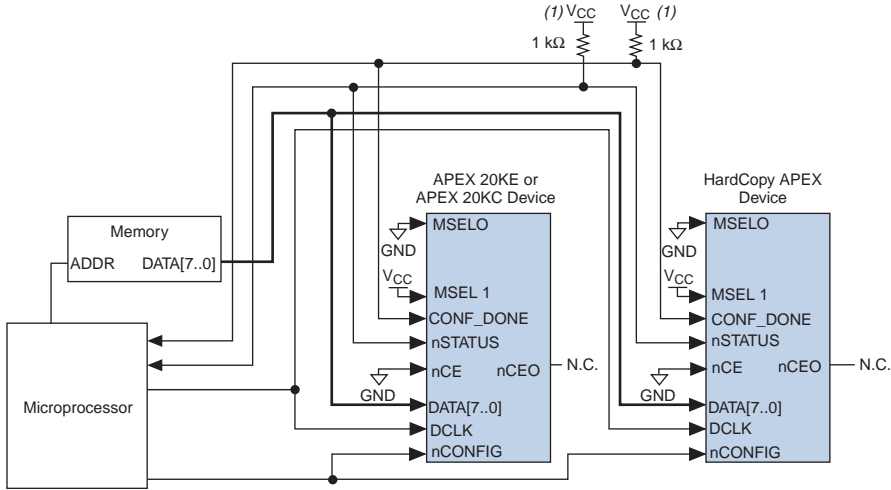 (1) VCC
VCC (1)
1 kΩ
1 kΩ
APEX 20KE or
APEX 20KC Device
HardCopy APEX
Device
Memory
ADDR
DATA[7..0]
Microprocessor
MSELO
GND
VCC
MSEL 1
CONF_DONE
nSTATUS
nCE
nCEO
N.C.
GND
DATA[7..0]
DCLK
nCONFIG
MSELO
GND
VCC
MSEL 1
CONF_DONE
nSTATUS
nCE
nCEO
N.C.
GND
DATA[7..0]
DCLK
nCONFIG